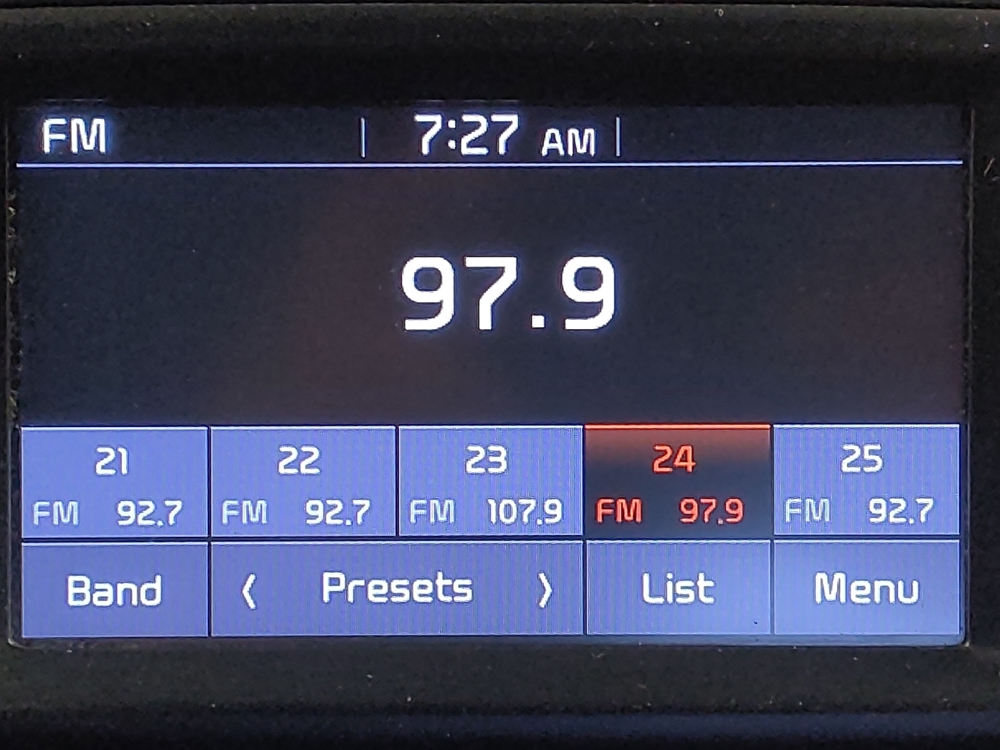 FM | 7:27 AM |
97.9
21 22 23 24 25
FM 92.7 FM 92.7 FM 107.9 FM 97.9 FM 92.7
Band ⟨ Presets ⟩ List Menu